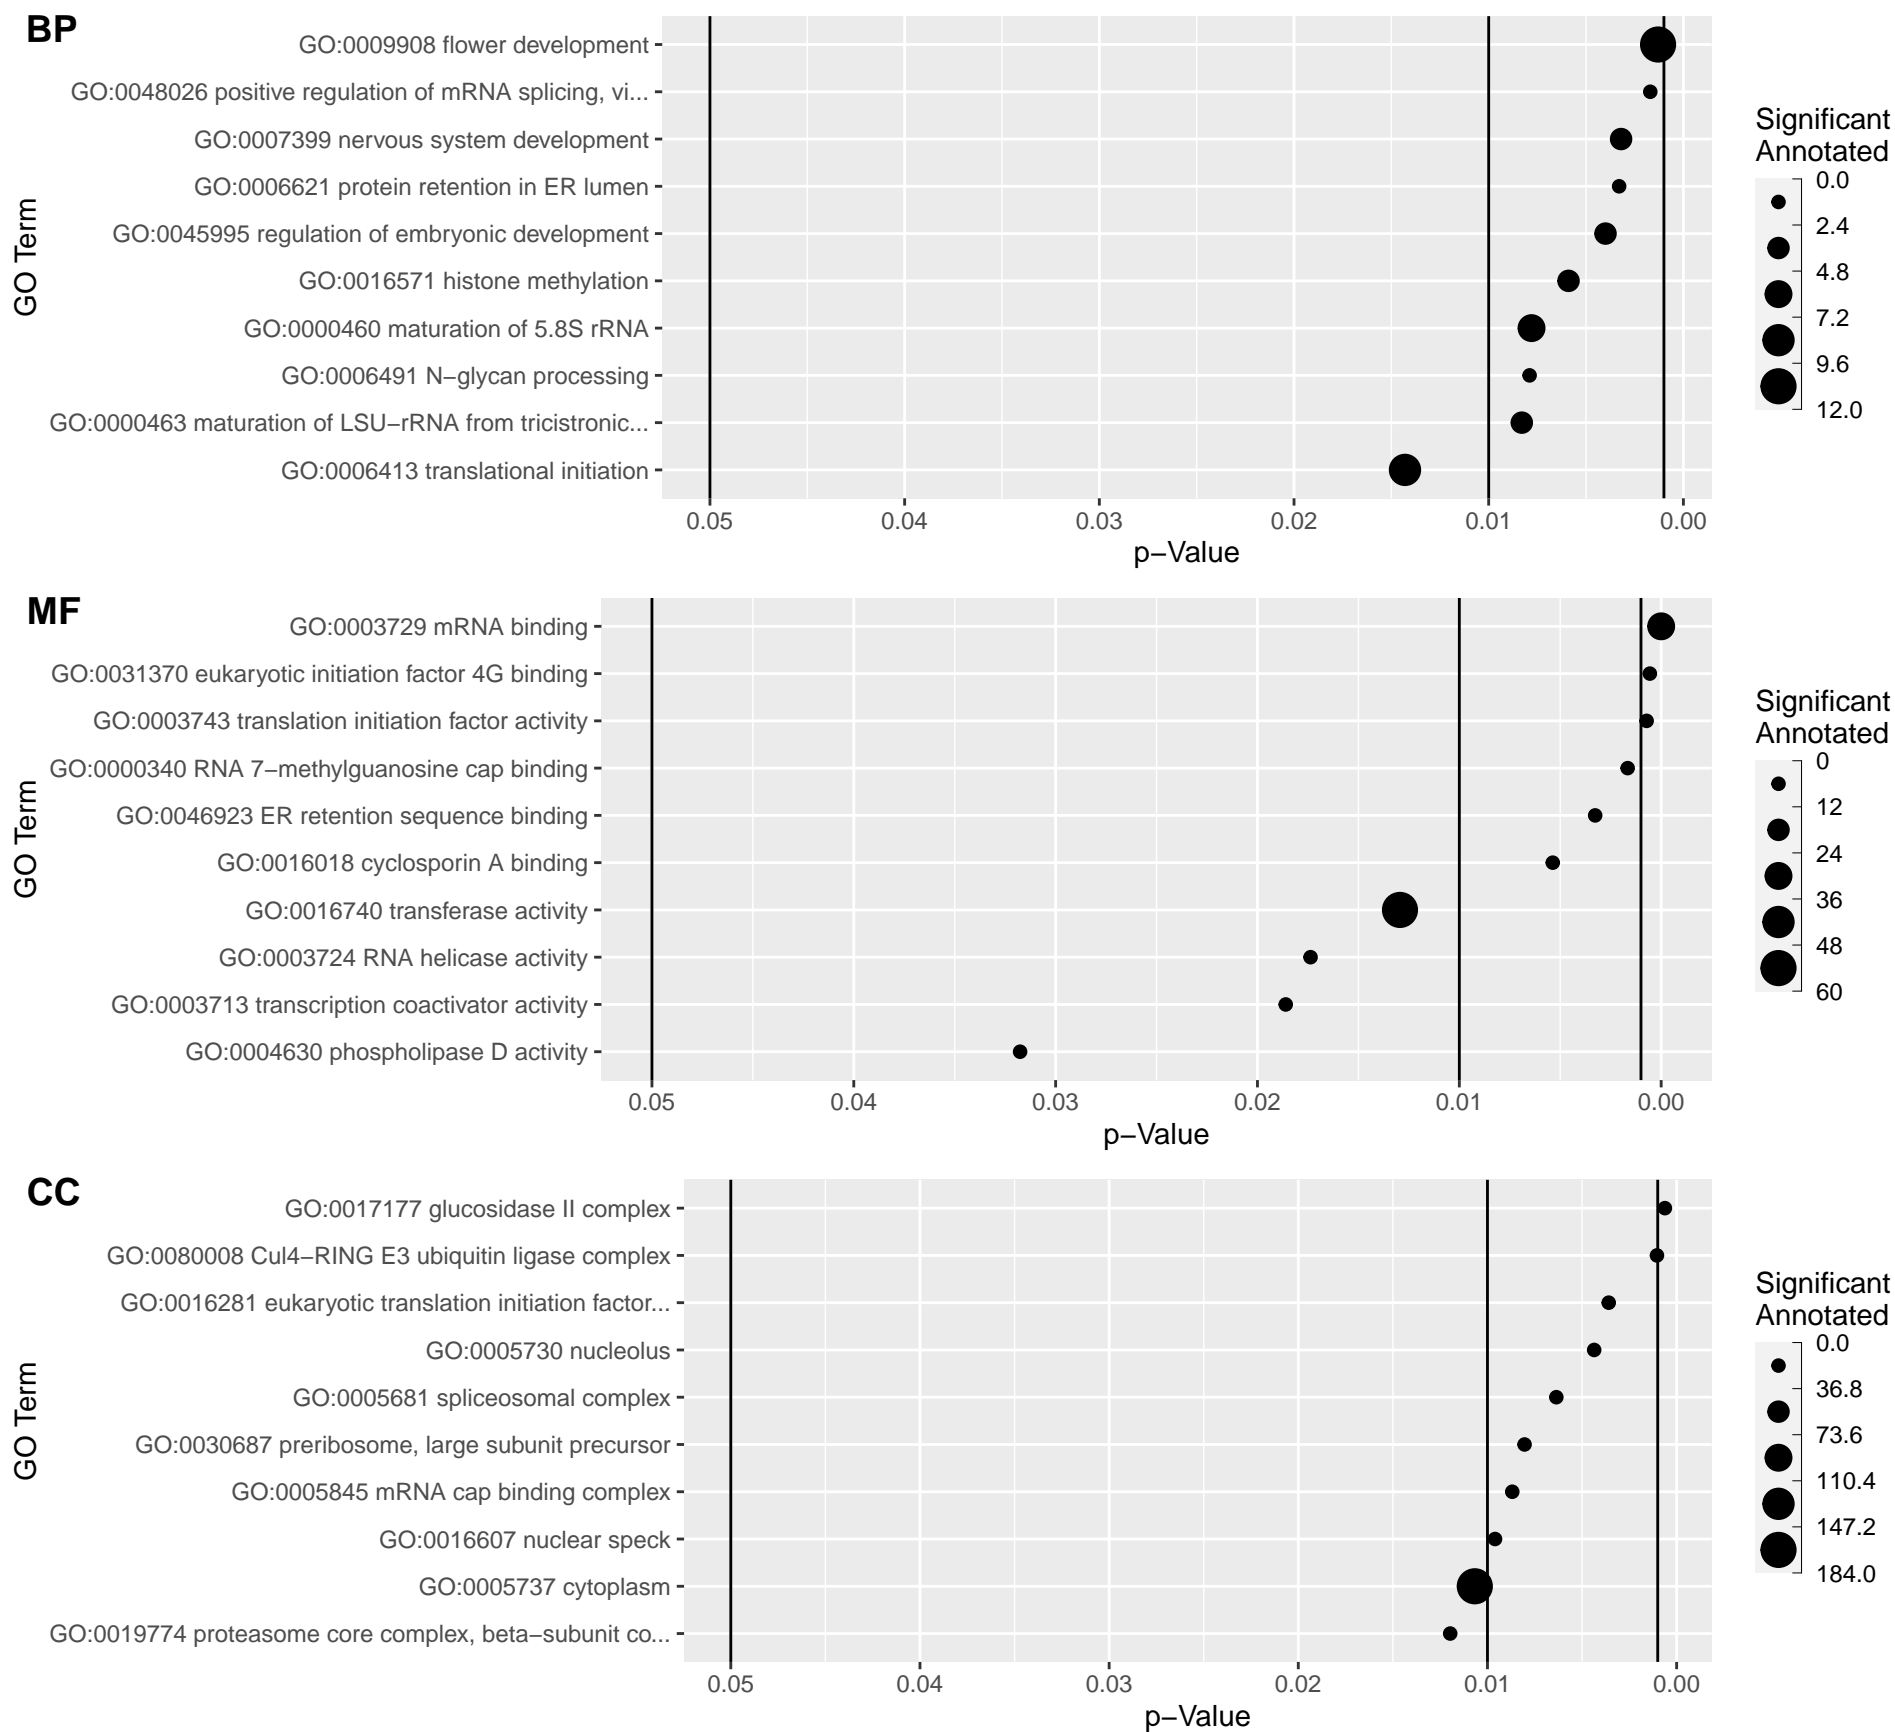 BP
GO Term
GO:0009908 flower development
GO:0048026 positive regulation of mRNA splicing, vi...
GO:0007399 nervous system development
GO:0006621 protein retention in ER lumen
GO:0045995 regulation of embryonic development
GO:0016571 histone methylation
GO:0000460 maturation of 5.8S rRNA
GO:0006491 N−glycan processing
GO:0000463 maturation of LSU−rRNA from tricistronic...
GO:0006413 translational initiation
0.05 0.04 0.03 0.02 0.01 0.00
p−Value
Significant
Annotated
0.0
2.4
4.8
7.2
9.6
12.0
MF
GO Term
GO:0003729 mRNA binding
GO:0031370 eukaryotic initiation factor 4G binding
GO:0003743 translation initiation factor activity
GO:0000340 RNA 7−methylguanosine cap binding
GO:0046923 ER retention sequence binding
GO:0016018 cyclosporin A binding
GO:0016740 transferase activity
GO:0003724 RNA helicase activity
GO:0003713 transcription coactivator activity
GO:0004630 phospholipase D activity
0.05 0.04 0.03 0.02 0.01 0.00
p−Value
Significant
Annotated
0
12
24
36
48
60
CC
GO Term
GO:0017177 glucosidase II complex
GO:0080008 Cul4−RING E3 ubiquitin ligase complex
GO:0016281 eukaryotic translation initiation factor...
GO:0005730 nucleolus
GO:0005681 spliceosomal complex
GO:0030687 preribosome, large subunit precursor
GO:0005845 mRNA cap binding complex
GO:0016607 nuclear speck
GO:0005737 cytoplasm
GO:0019774 proteasome core complex, beta−subunit co...
0.05 0.04 0.03 0.02 0.01 0.00
p−Value
Significant
Annotated
0.0
36.8
73.6
110.4
147.2
184.0